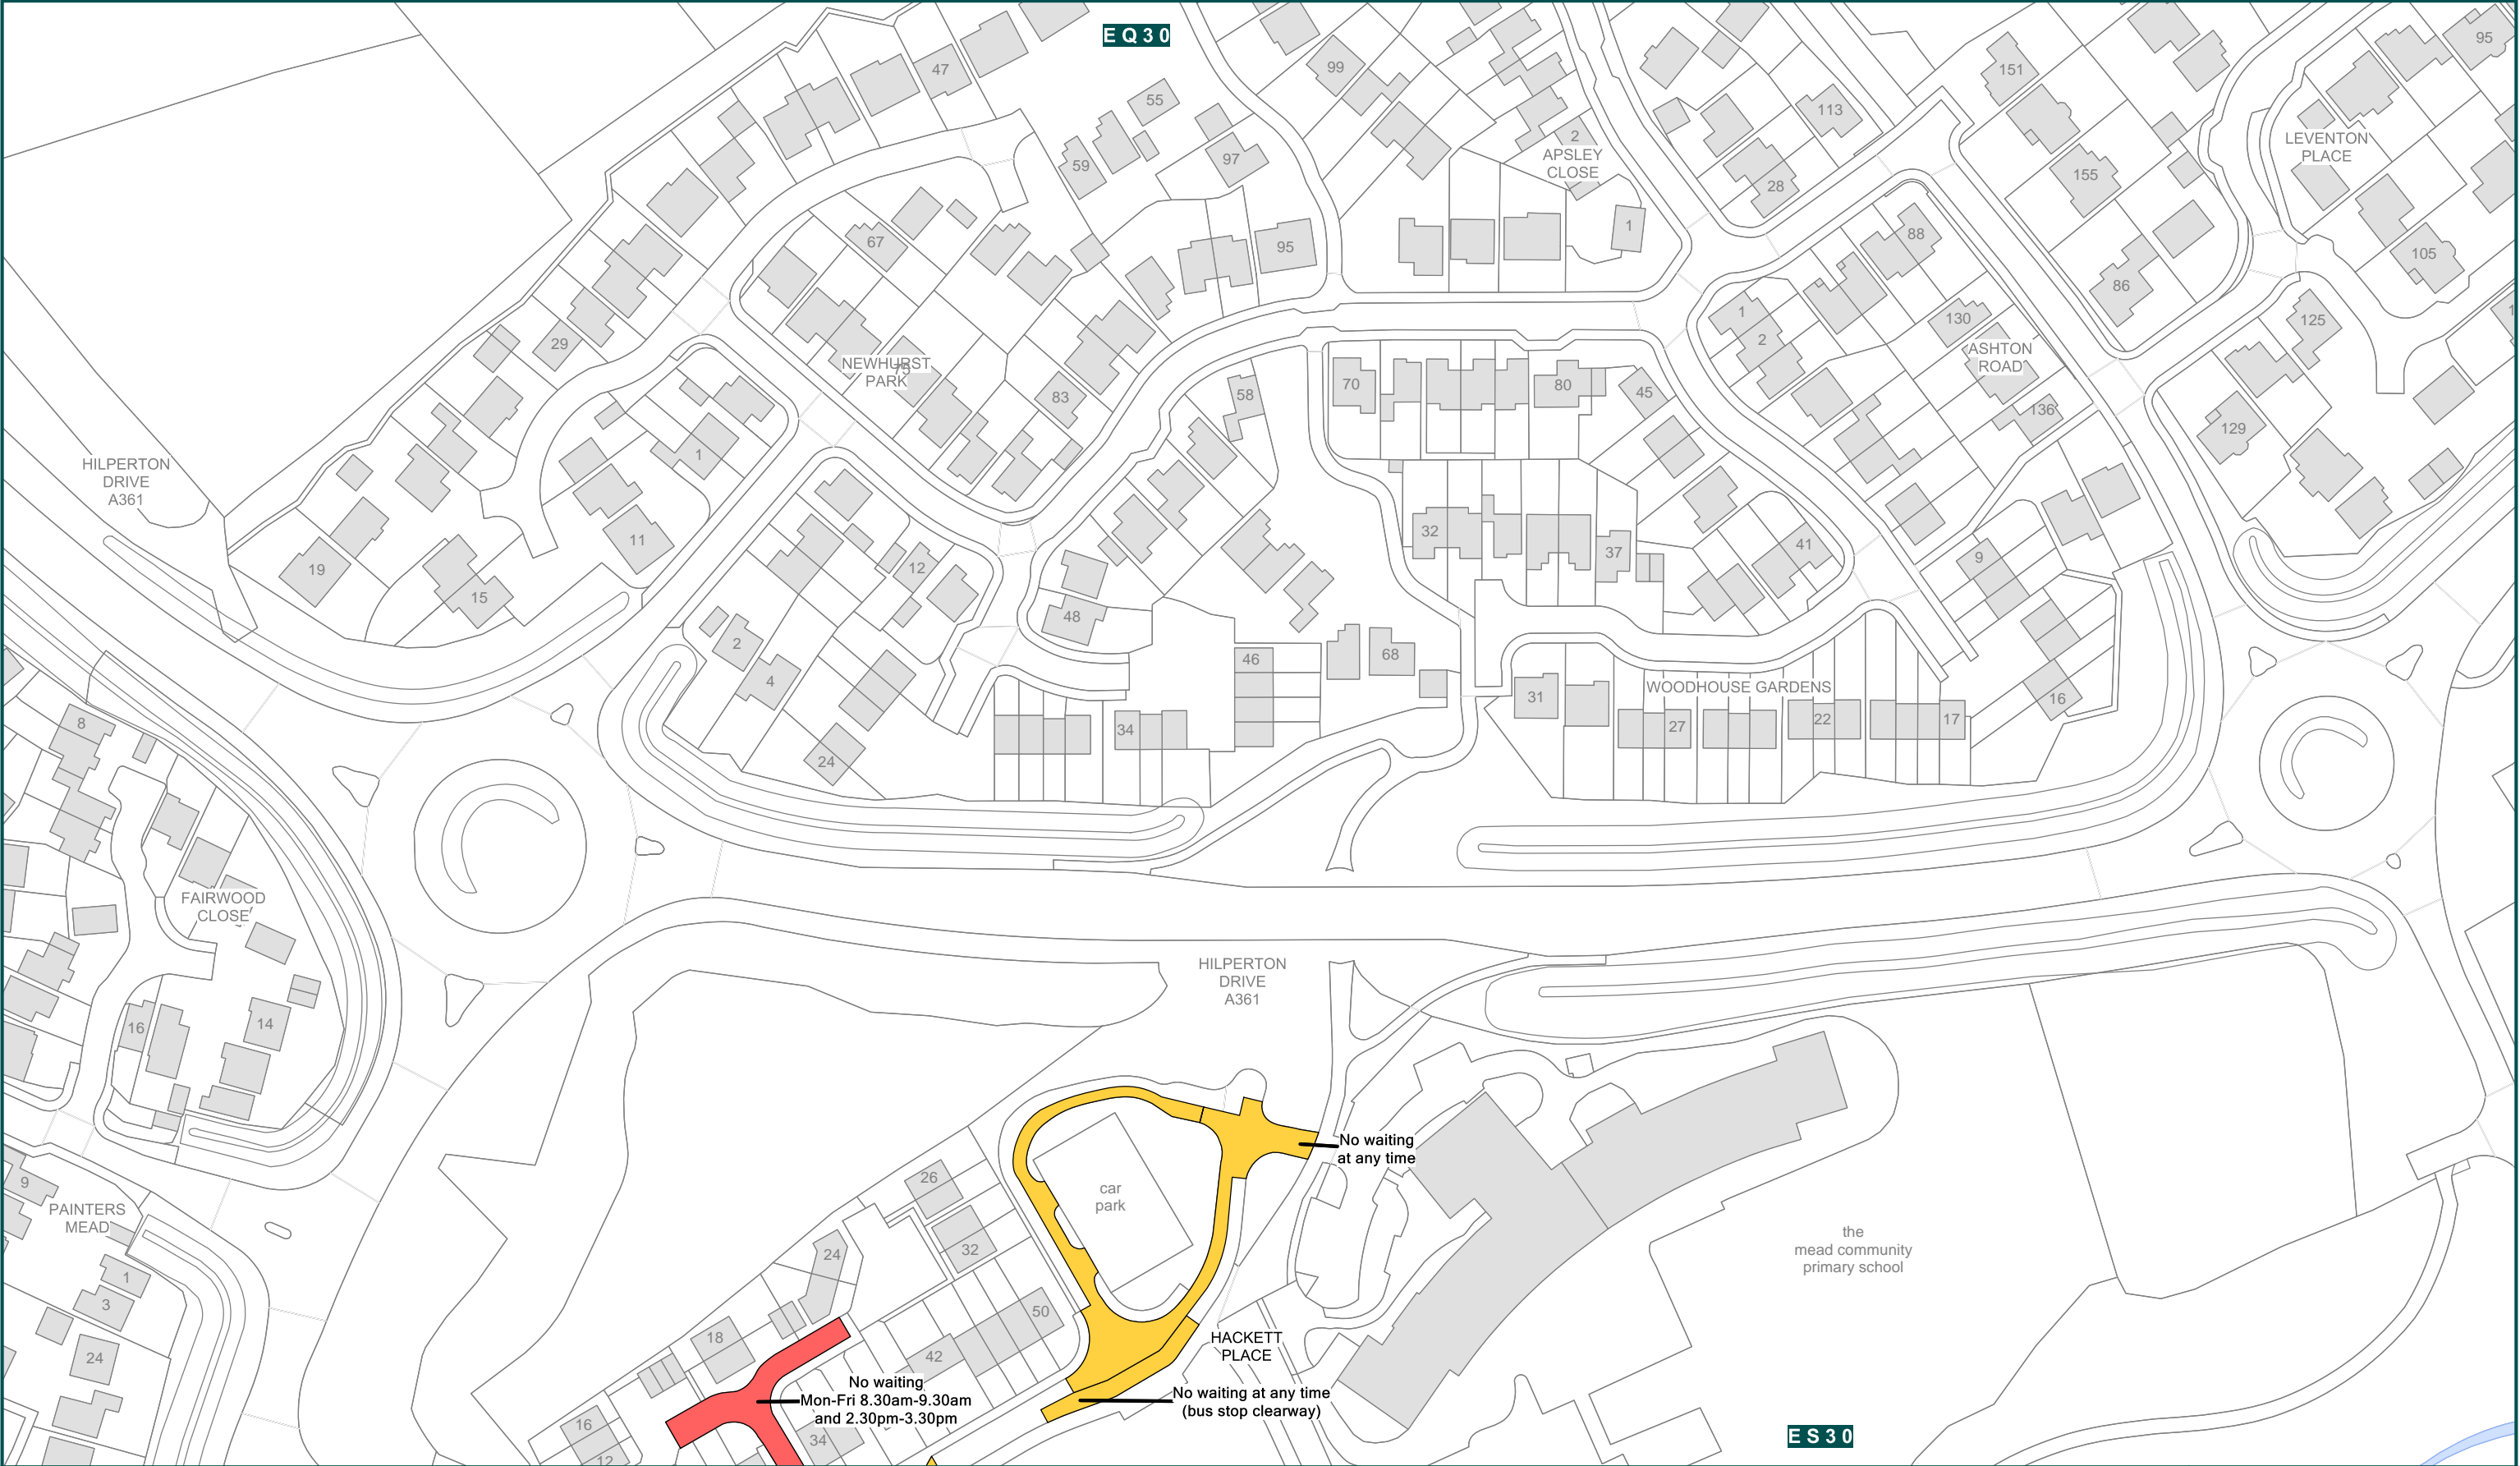 EQ30
47
99
55
59
97
2
APSLEY
CLOSE
1
113
28
151
155
LEVENTON
PLACE
95
105
67
95
88
86
29
NEWHURST
PARK
83
1
2
130
ASHTON
ROAD
136
125
129
58
70
80
45
HILPERTON
DRIVE
A361
1
11
19
15
12
32
37
41
9
48
2
4
24
46
68
34
31
WOODHOUSE GARDENS
27
22
17
16
8
FAIRWOOD
CLOSE
16
14
HILPERTON
DRIVE
A361
No waiting
at any time
car
park
26
32
24
50
42
18
9
PAINTERS
MEAD
1
3
24
the
mead community
primary school
HACKETT
PLACE
No waiting
Mon-Fri 8.30am-9.30am
and 2.30pm-3.30pm
No waiting at any time
(bus stop clearway)
16
12
34
ES30